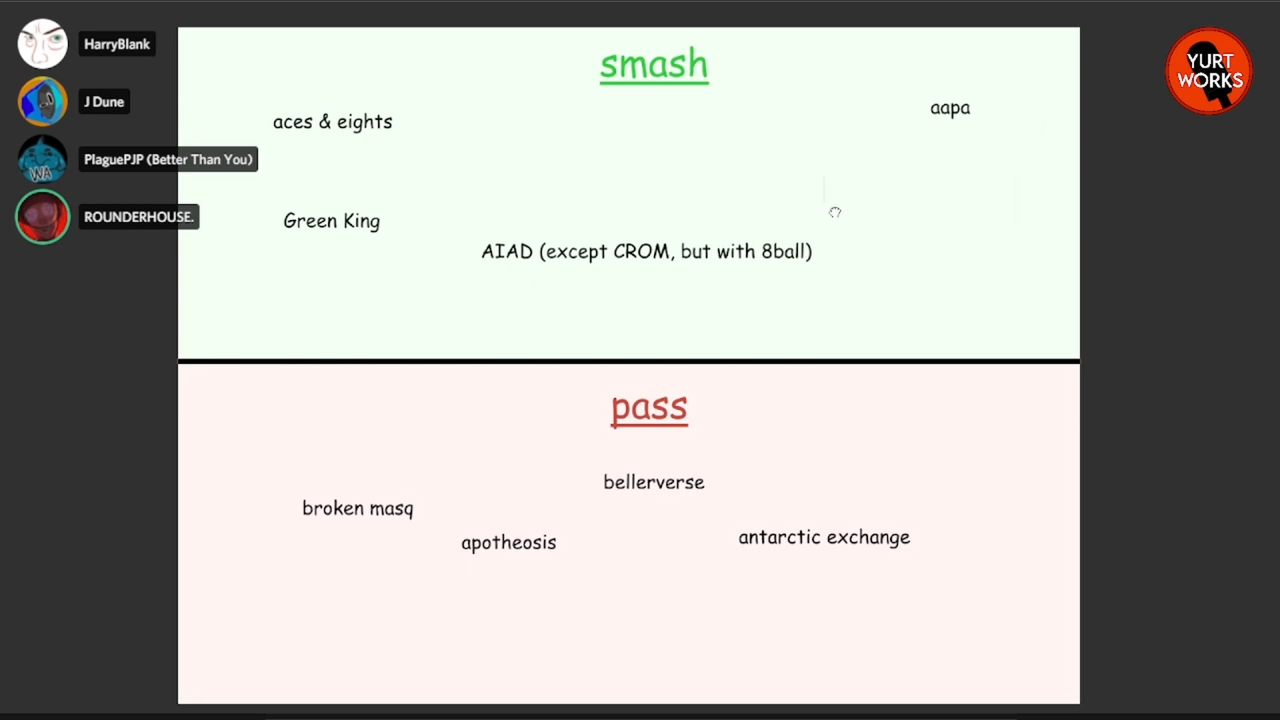 HarryBlank
J Dune
PlaguePJP (Better Than You)
ROUNDERHOUSE.
WA
YURT
WORKS
smash
aces & eights
aapa
Green King
AIAD (except CROM, but with 8ball)
pass
bellerverse
broken masq
apotheosis
antarctic exchange